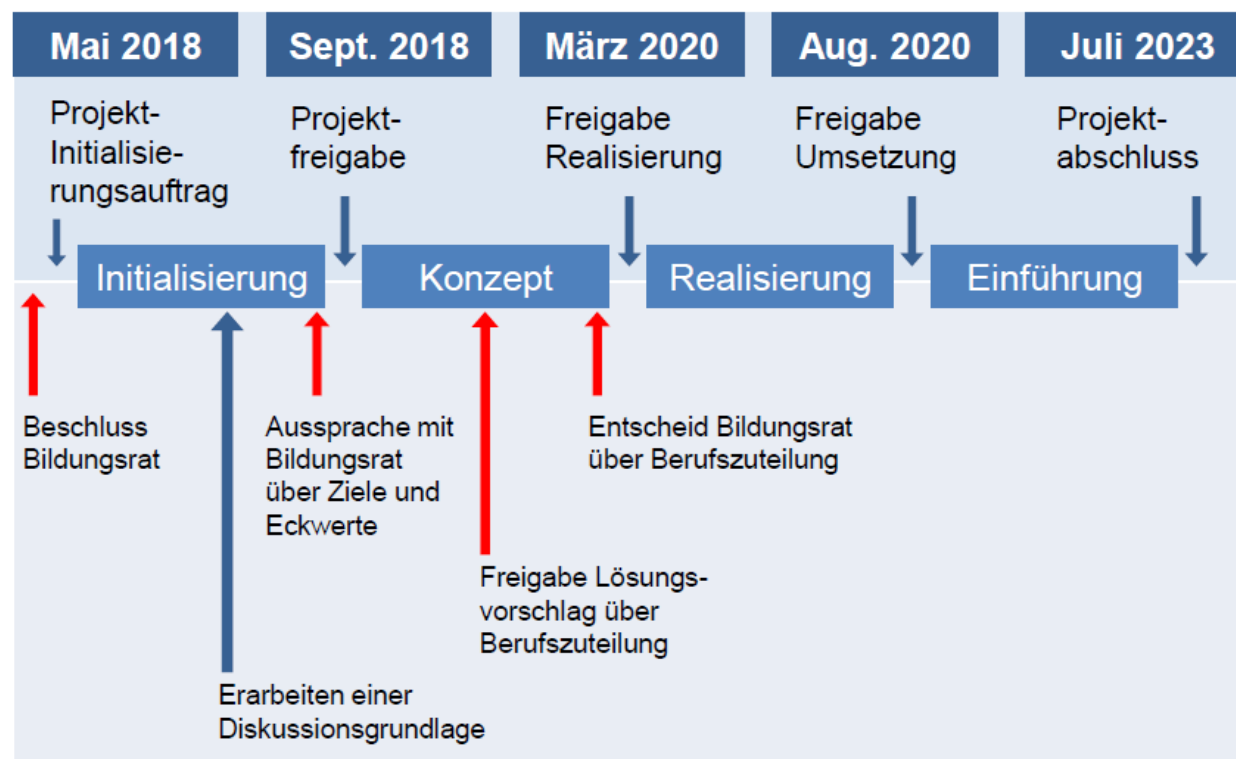 Mai 2018
Sept. 2018
März 2020
Aug. 2020
Juli 2023
Projekt-
Initialisie-
rungsauftrag
Projekt-
freigabe
Freigabe
Realisierung
Freigabe
Umsetzung
Projekt-
abschluss
Initialisierung
Konzept
Realisierung
Einführung
Beschluss
Bildungsrat
Aussprache mit
Bildungsrat
über Ziele und
Eckwerte
Entscheid Bildungsrat
über Berufszuteilung
Freigabe Lösungs-
vorschlag über
Berufszuteilung
Erarbeiten einer
Diskussionsgrundlage